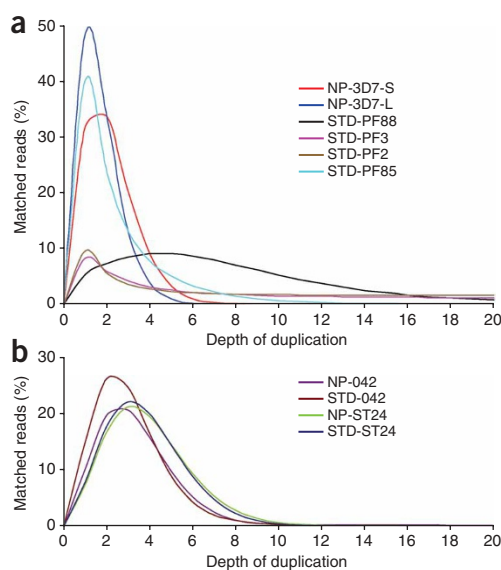 a
50
40
30
20
10
0
Matched reads (%)
NP-3D7-S
NP-3D7-L
STD-PF88
STD-PF3
STD-PF2
STD-PF85
0 2 4 6 8 10 12 14 16 18 20
Depth of duplication
b
30
20
10
0
Matched reads (%)
NP-042
STD-042
NP-ST24
STD-ST24
0 2 4 6 8 10 12 14 16 18 20
Depth of duplication